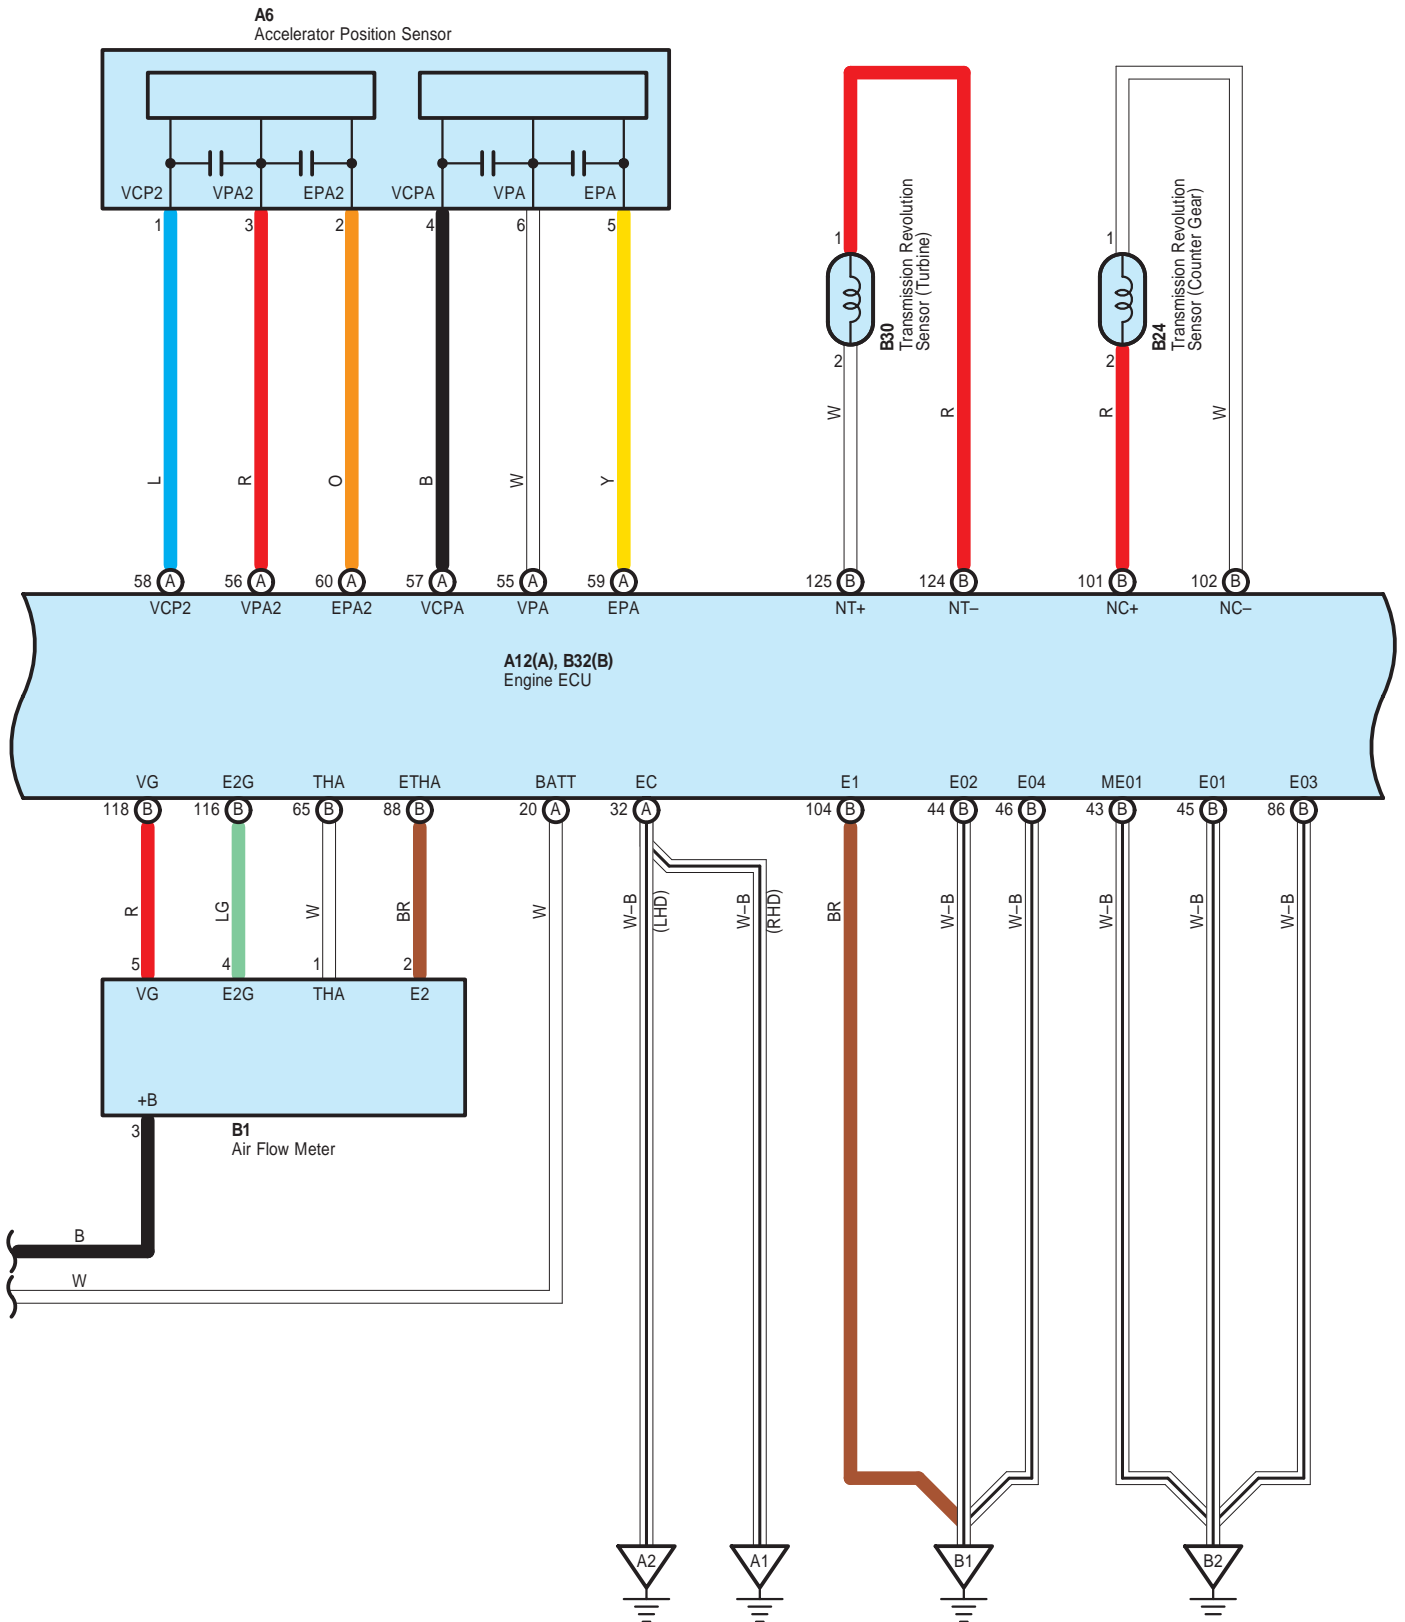 A6
Accelerator Position Sensor
VCP2 VPA2 EPA2 VCPA VPA EPA
1 3 2 4 6 5
1
2
B30
Transmission Revolution
Sensor (Turbine)
1
2
B24
Transmission Revolution
Sensor (Counter Gear)
W R R W
L R O B W Y
58 A 56 A 60 A 57 A 55 A 59 A 125 B 124 B 101 B 102 B
VCP2 VPA2 EPA2 VCPA VPA EPA NT+ NT– NC+ NC–
A12(A), B32(B)
Engine ECU
VG E2G THA ETHA BATT EC E1 E02 E04 ME01 E01 E03
118 B 116 B 65 B 88 B 20 A 32 A 104 B 44 B 46 B 43 B 45 B 86 B
R LG W BR W W–B (LHD) W–B (RHD) BR W–B W–B W–B W–B W–B
5 4 1 2
VG E2G THA E2
+B
3
B1
Air Flow Meter
B
W
A2 A1 B1 B2